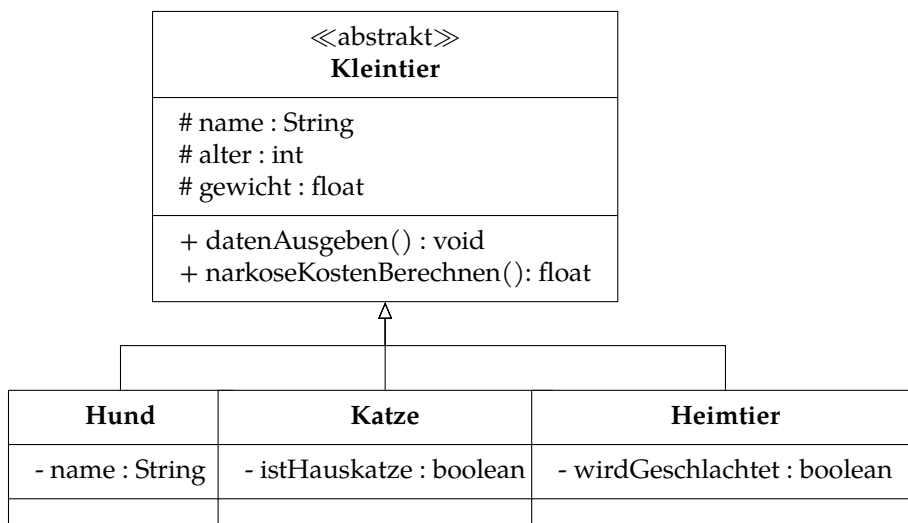 ≪abstrakt≫
Kleintier
# name : String
# alter : int
# gewicht : float
+ datenAusgeben() : void
+ narkoseKostenBerechnen(): float
Hund
- name : String
Katze
- istHauskatze : boolean
Heimtier
- wirdGeschlachtet : boolean